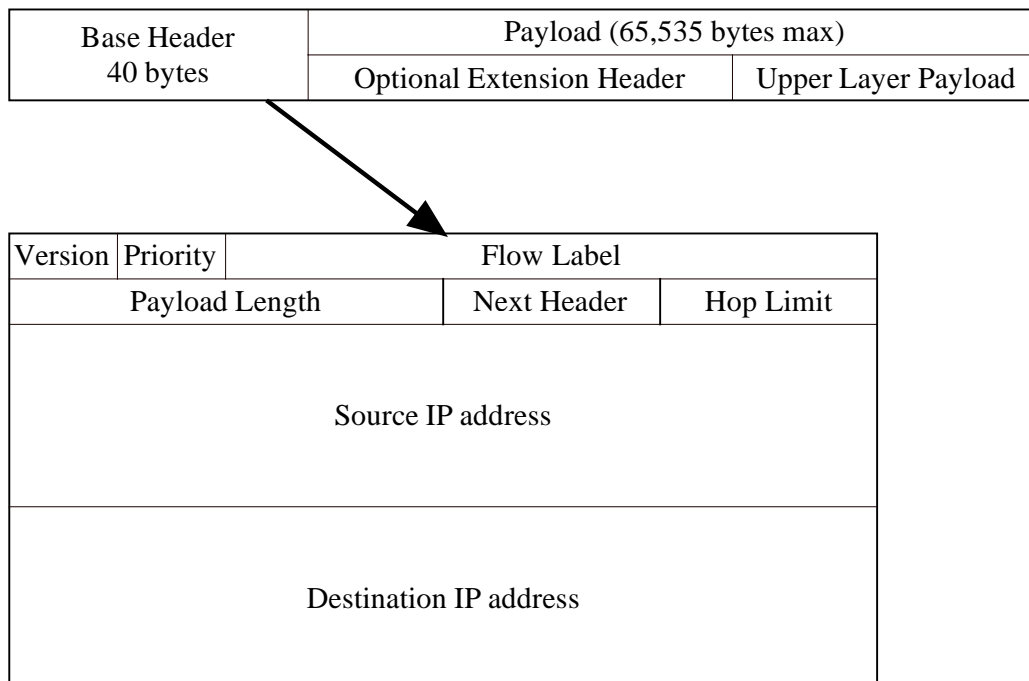 Base Header
40 bytes
Payload (65,535 bytes max)
Optional Extension Header
Upper Layer Payload
Version
Priority
Flow Label
Payload Length
Next Header
Hop Limit
Source IP address
Destination IP address